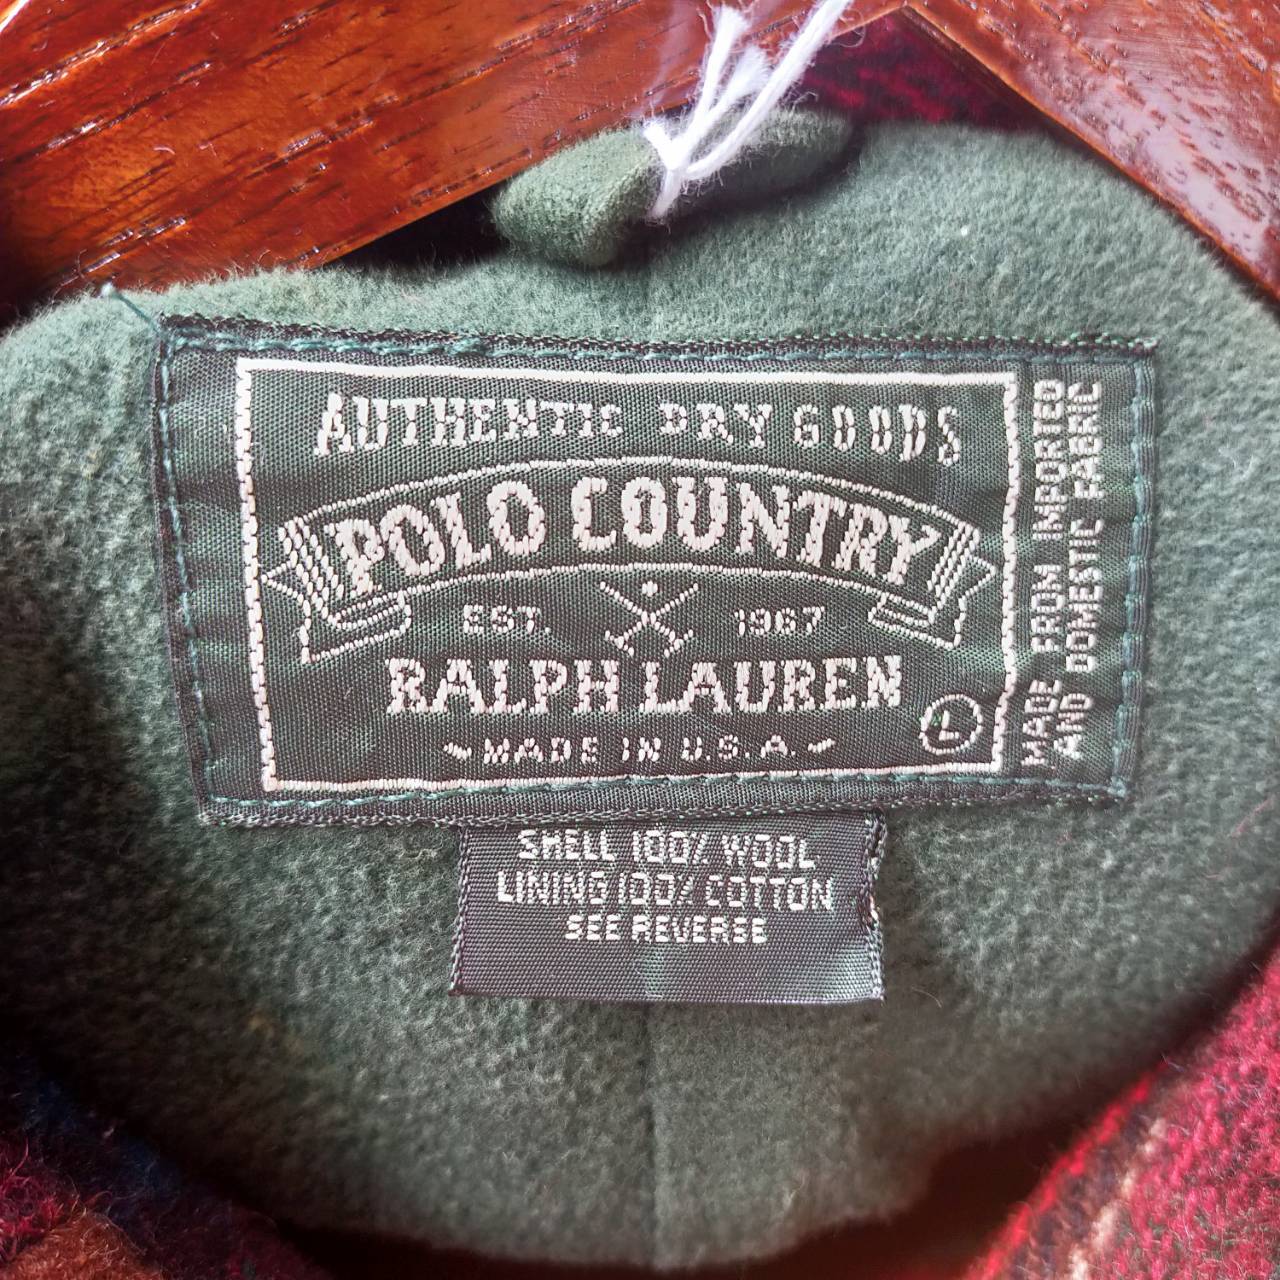 AUTHENTIC DRY GOODS
POLO COUNTRY
EST. 1967
RALPH LAUREN
L
MADE IN U.S.A.
MADE FROM IMPORTED
AND DOMESTIC FABRIC
SHELL 100% WOOL
LINING 100% COTTON
SEE REVERSE